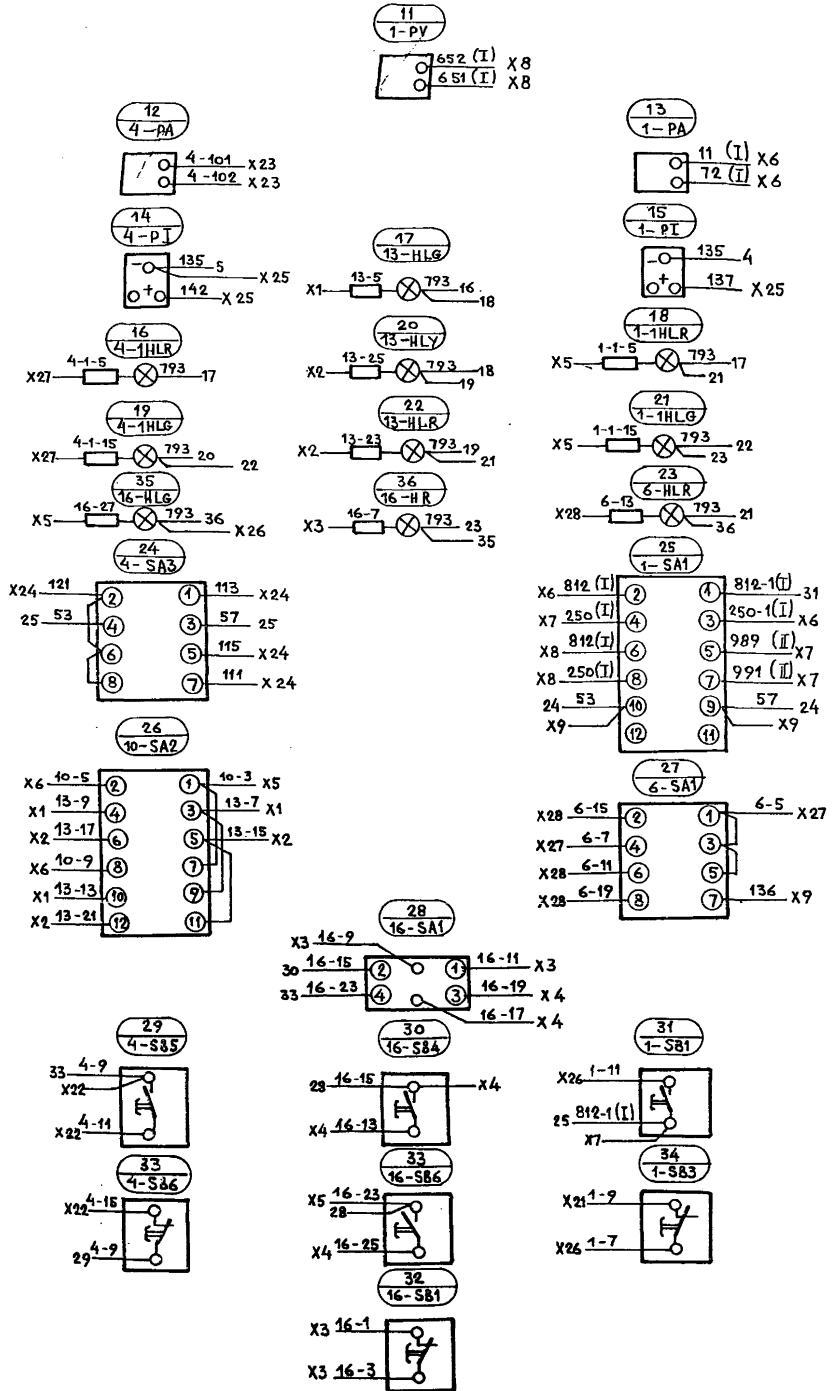 11
1-PV
652 (I) X8
651 (I) X8
12
4-PA
4-101 X23
4-102 X23
13
1-PA
11 (I) X6
72 (I) X6
14
4-PI
- 135 5
X25
+ 142 X25
17
13-HLG
X1 13-5 793 16
18
15
1-PI
- 135 4
+ 137 X25
16
4-1HLR
X27 4-1-5 793 17
20
13-HLY
X2 13-25 793 18
19
18
1-1HLR
X5 1-1-5 793 17
21
19
4-1HLG
X27 4-1-15 793 20
22
22
13-HLR
X2 13-23 793 19
21
21
1-1HLG
X5 1-1-15 793 22
23
35
16-HLG
X5 16-27 793 36
X26
36
16-HR
X3 16-7 793 23
35
23
6-HLR
X28 6-13 793 21
36
24
4-SA3
X24 121 2 1 113 X24
25 53 4 3 57 25
6 5 115 X24
8 7 111 X24
25
1-SA1
X6 812 (I) 2 1 812-1(I) 31
X7 250(I) 4 3 250-1(I) X6
X8 812(I) 6 5 989 (II) X7
X8 250(I) 8 7 991 (II) X7
24 53 10 9 57 24
X9 X9
12 11
26
10-SA2
X6 10-5 2 1 10-3 X5
X1 13-9 4 3 13-7 X1
X2 13-17 6 5 13-15 X2
X6 10-9 8 7
X1 13-13 10 9
X2 13-21 12 11
27
6-SA1
X28 6-15 2 1 6-5 X27
X27 6-7 4 3
X28 6-11 6 5
X28 6-19 8 7 136 X9
28
16-SA1
X3 16-9
30 16-15 2 1 16-11 X3
33 16-23 4 3 16-19 X4
16-17 X4
29
4-SB5
33 4-9
X22
X22 4-11
30
16-SB4
28 16-15 X4
X4 16-13
31
1-SB1
X26 1-11
25 812-1(I)
X7
33
4-SB6
X22 4-15
29 4-9
33
16-SB6
X5 16-23
28
X4 16-25
34
1-SB3
X21 1-9
X26 1-7
32
16-SB1
X3 16-1
X3 16-3